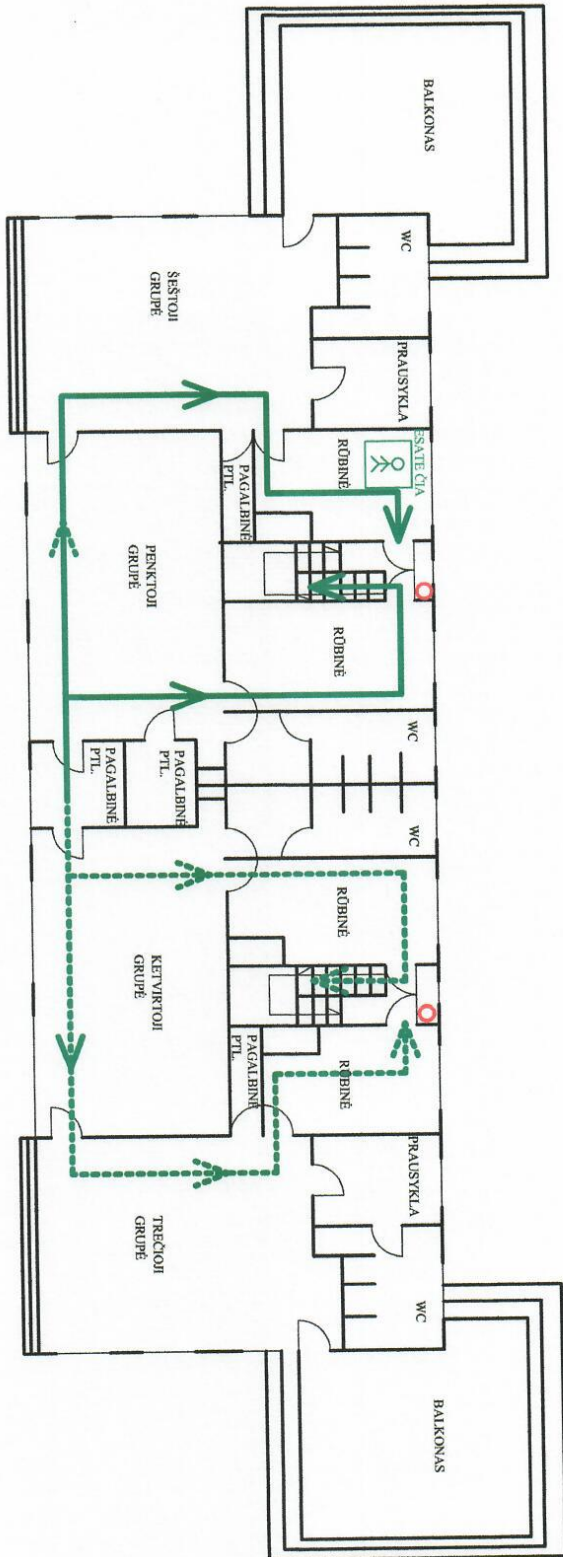 BALKONAS
WC
ŠEŠTOJI
GRUPĖ
PRAUSYKLA
ESATE ČIA
RŪBINĖ
PAGALBINĖ
PTL.
PENKTOJI
GRUPĖ
RŪBINĖ
WC
PAGALBINĖ
PTL.
PAGALBINĖ
PTL.
WC
RŪBINĖ
KETVIRTOJI
GRUPĖ
PAGALBINĖ
PTL.
RŪBINĖ
PRAUSYKLA
TREČIOJI
GRUPĖ
WC
BALKONAS